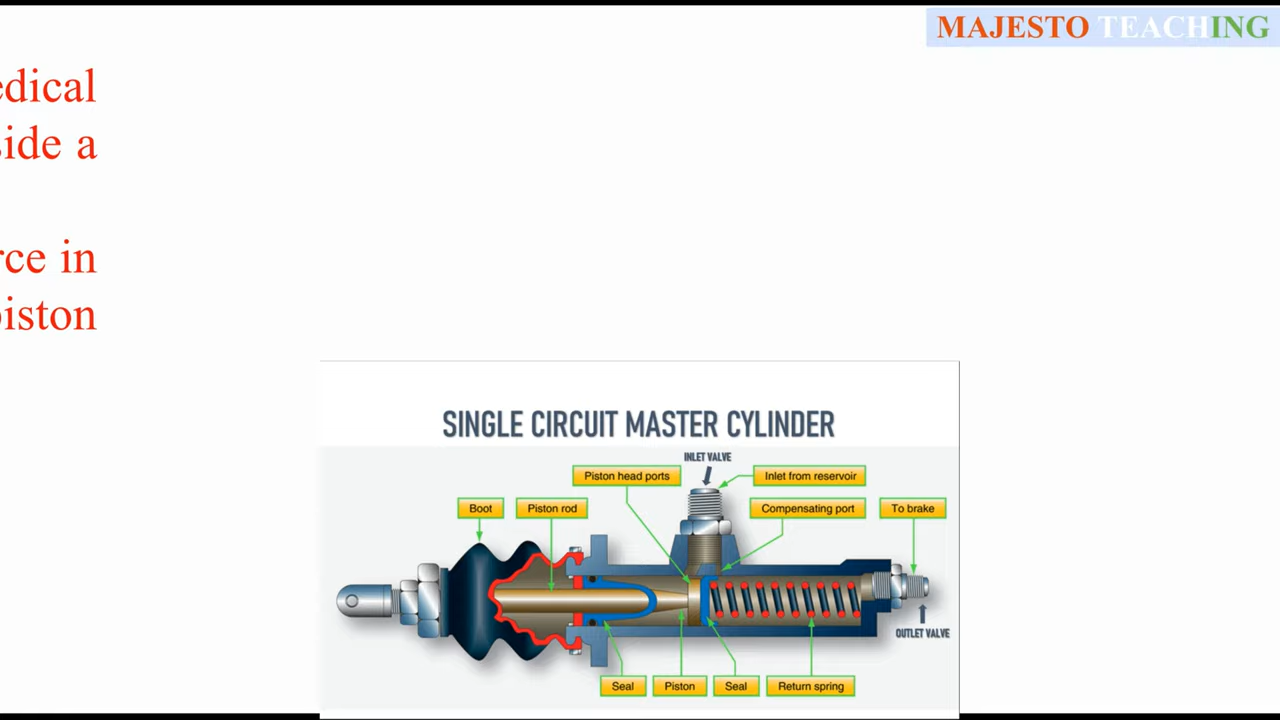 MAJESTO TEACHING
edical
ide a
rce in
piston
SINGLE CIRCUIT MASTER CYLINDER
INLET VALVE
Piston head ports
Inlet from reservoir
Boot
Piston rod
Compensating port
To brake
OUTLET VALVE
Seal
Piston
Seal
Return spring